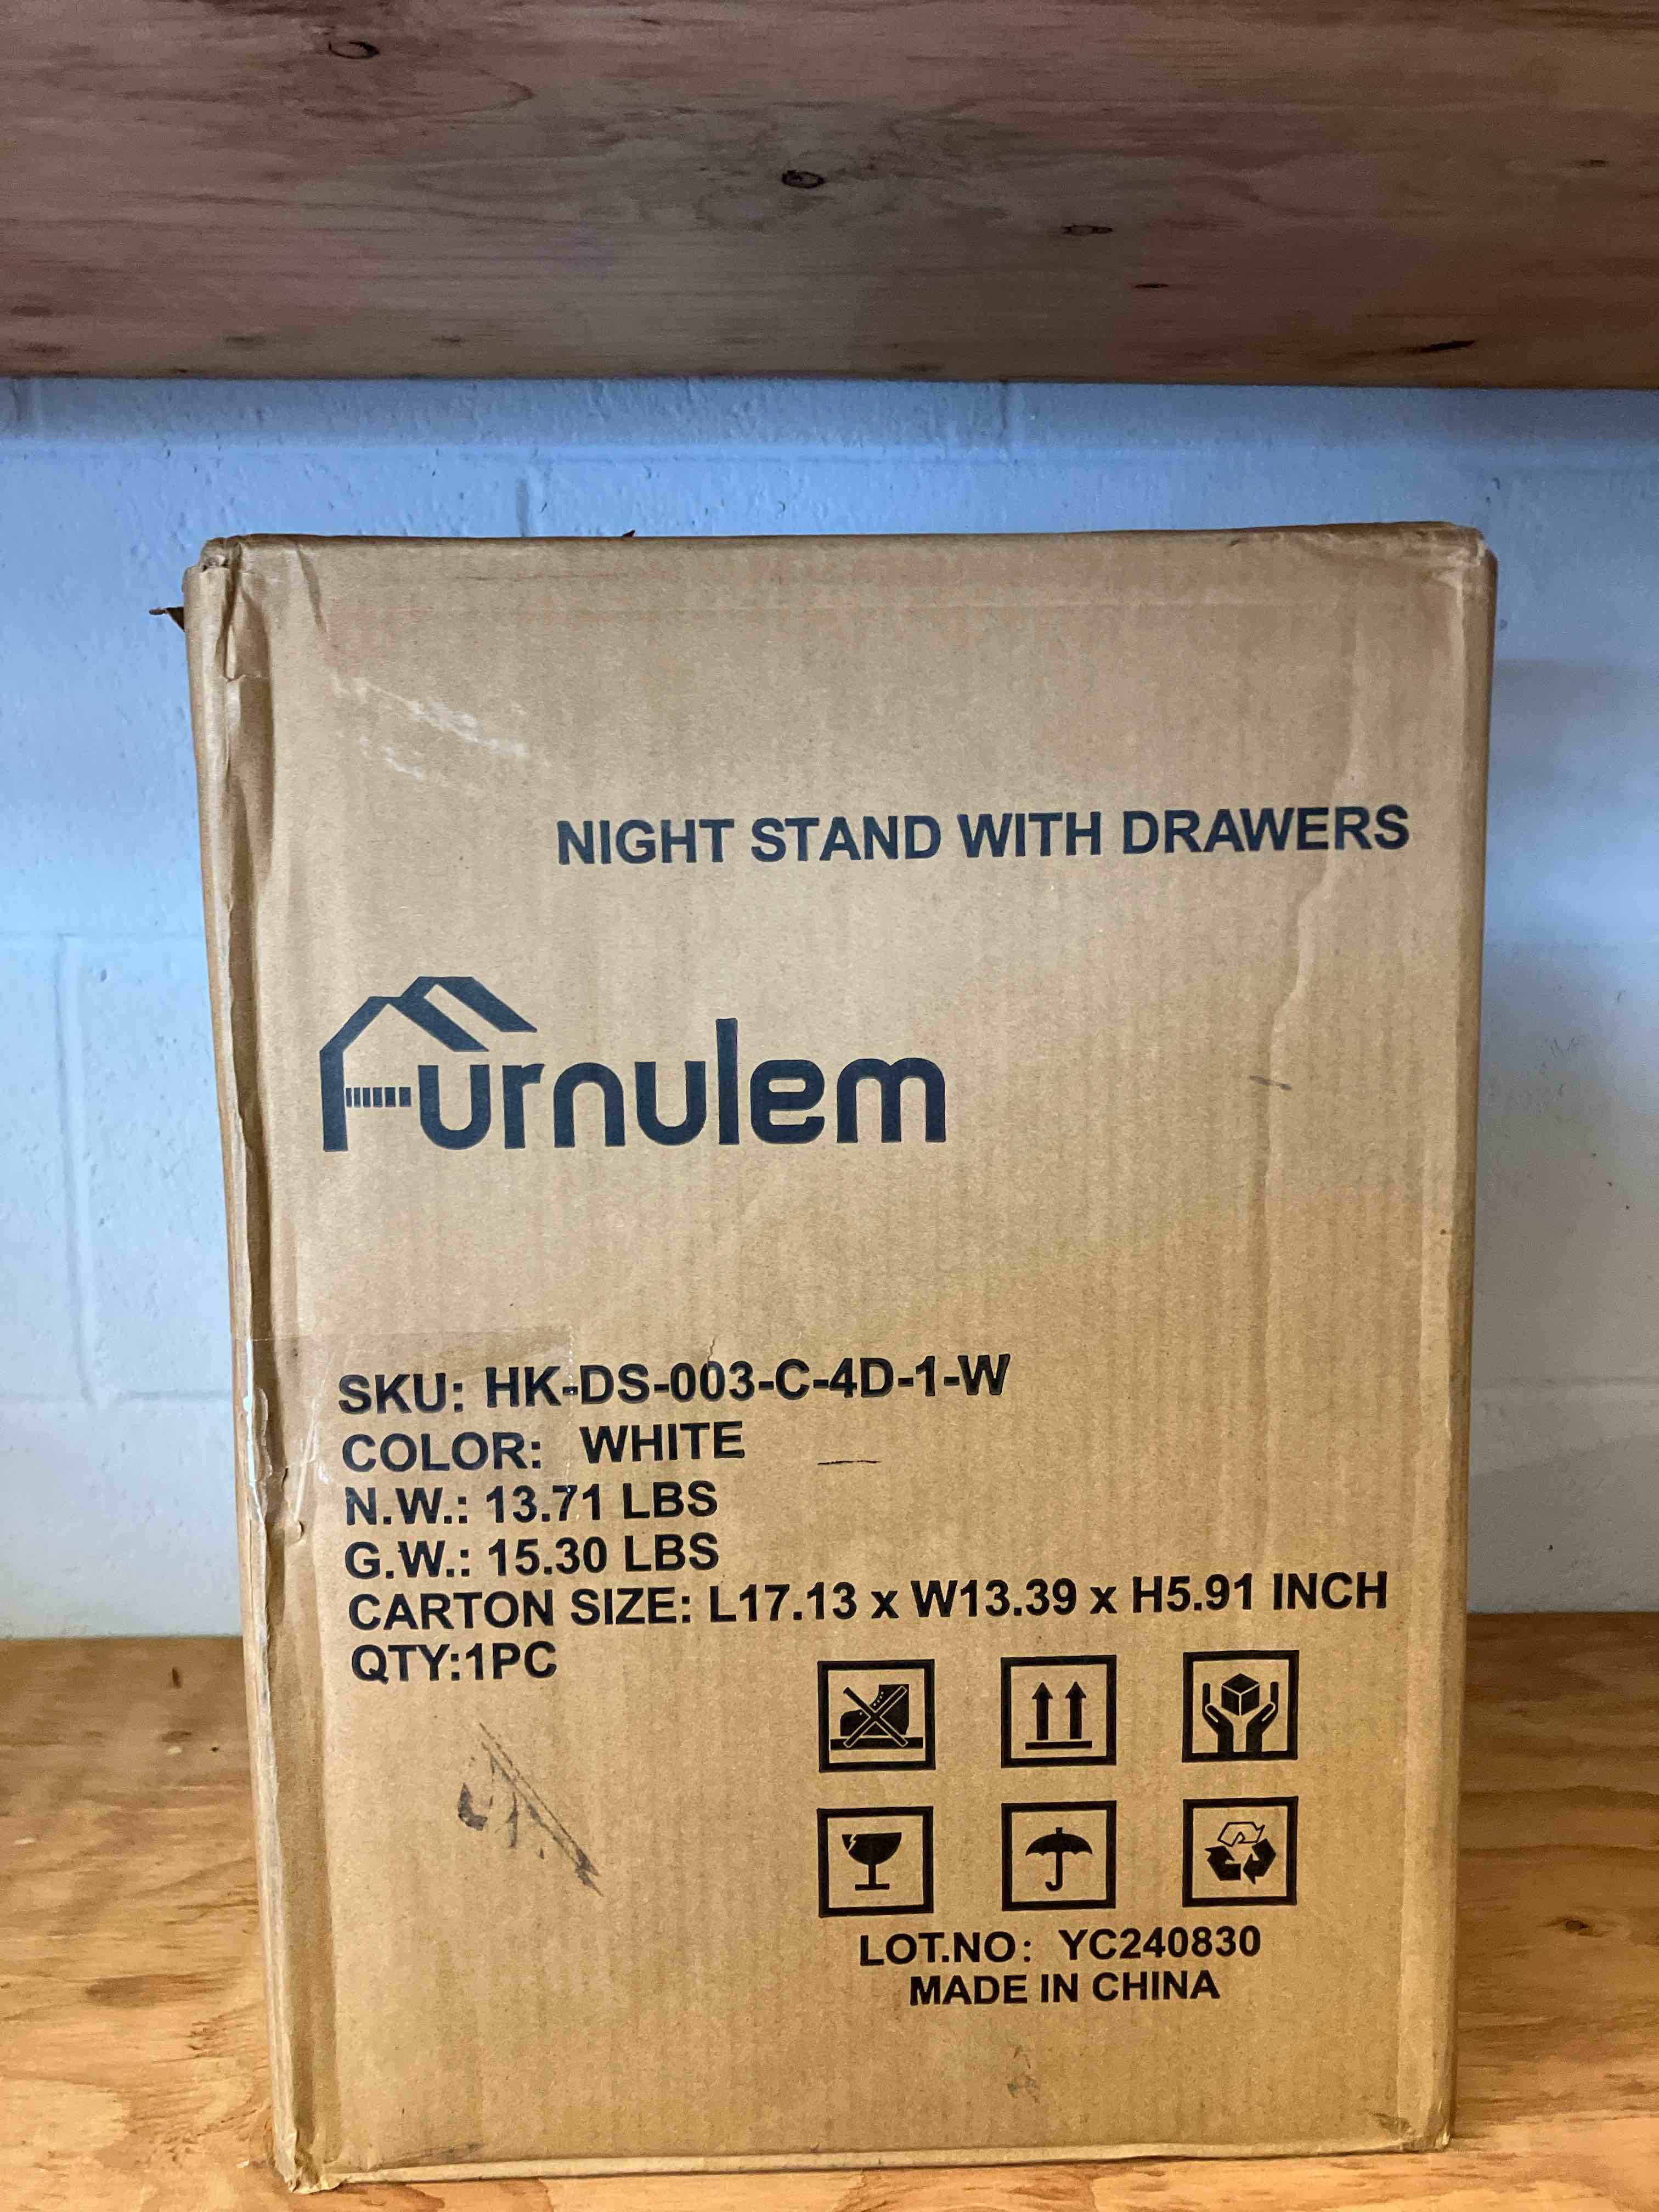 NIGHT STAND WITH DRAWERS
Furnulem
SKU: HK-DS-003-C-4D-1-W
COLOR: WHITE
N.W.: 13.71 LBS
G.W.: 15.30 LBS
CARTON SIZE: L17.13 x W13.39 x H5.91 INCH
QTY:1PC
LOT.NO: YC240830
MADE IN CHINA